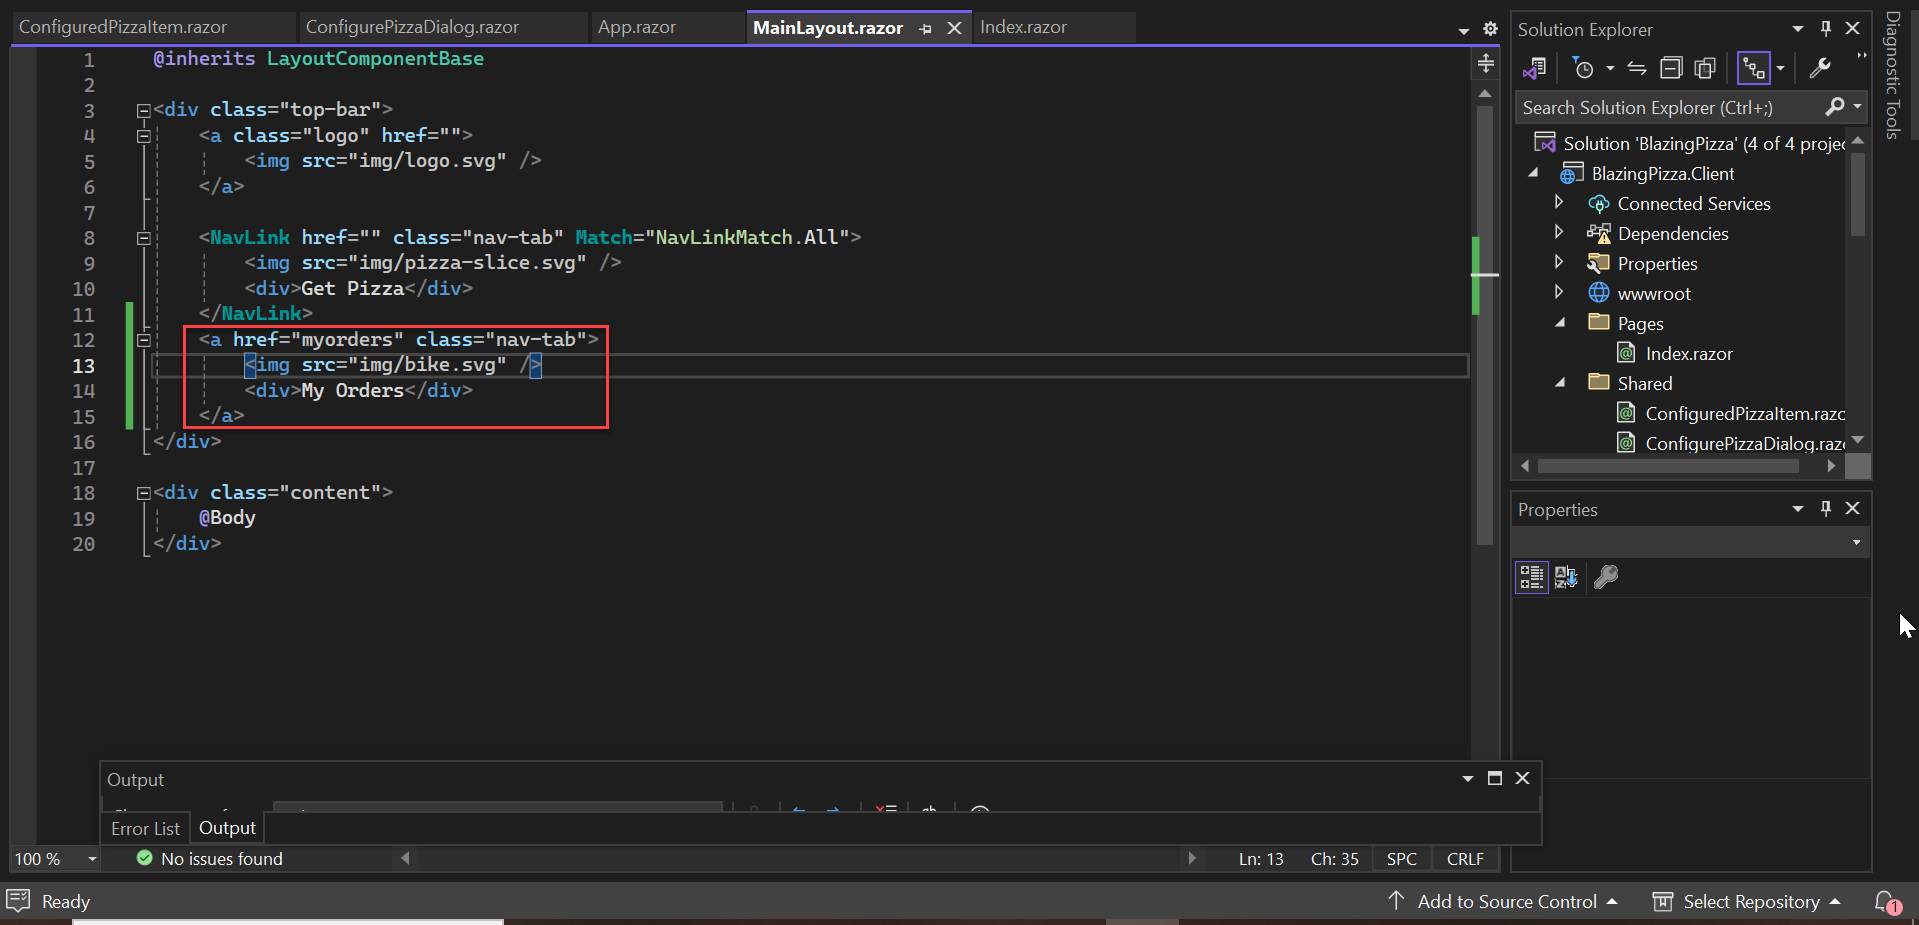 ConfiguredPizzaItem.razor
ConfigurePizzaDialog.razor
App.razor
MainLayout.razor
Index.razor
1 @inherits LayoutComponentBase
2
3 <div class="top-bar">
4 <a class="logo" href="">
5 <img src="img/logo.svg" />
6 </a>
7
8 <NavLink href="" class="nav-tab" Match="NavLinkMatch.All">
9 <img src="img/pizza-slice.svg" />
10 <div>Get Pizza</div>
11 </NavLink>
12 <a href="myorders" class="nav-tab">
13 <img src="img/bike.svg" />
14 <div>My Orders</div>
15 </a>
16 </div>
17
18 <div class="content">
19 @Body
20 </div>
Output
Error List
Output
100 %
No issues found
Ln: 13
Ch: 35
SPC
CRLF
Solution Explorer
Search Solution Explorer (Ctrl+;)
Solution 'BlazingPizza' (4 of 4 projec
BlazingPizza.Client
Connected Services
Dependencies
Properties
wwwroot
Pages
Index.razor
Shared
ConfiguredPizzaItem.razo
ConfigurePizzaDialog.raz
Properties
Diagnostic Tools
Ready
Add to Source Control
Select Repository
1